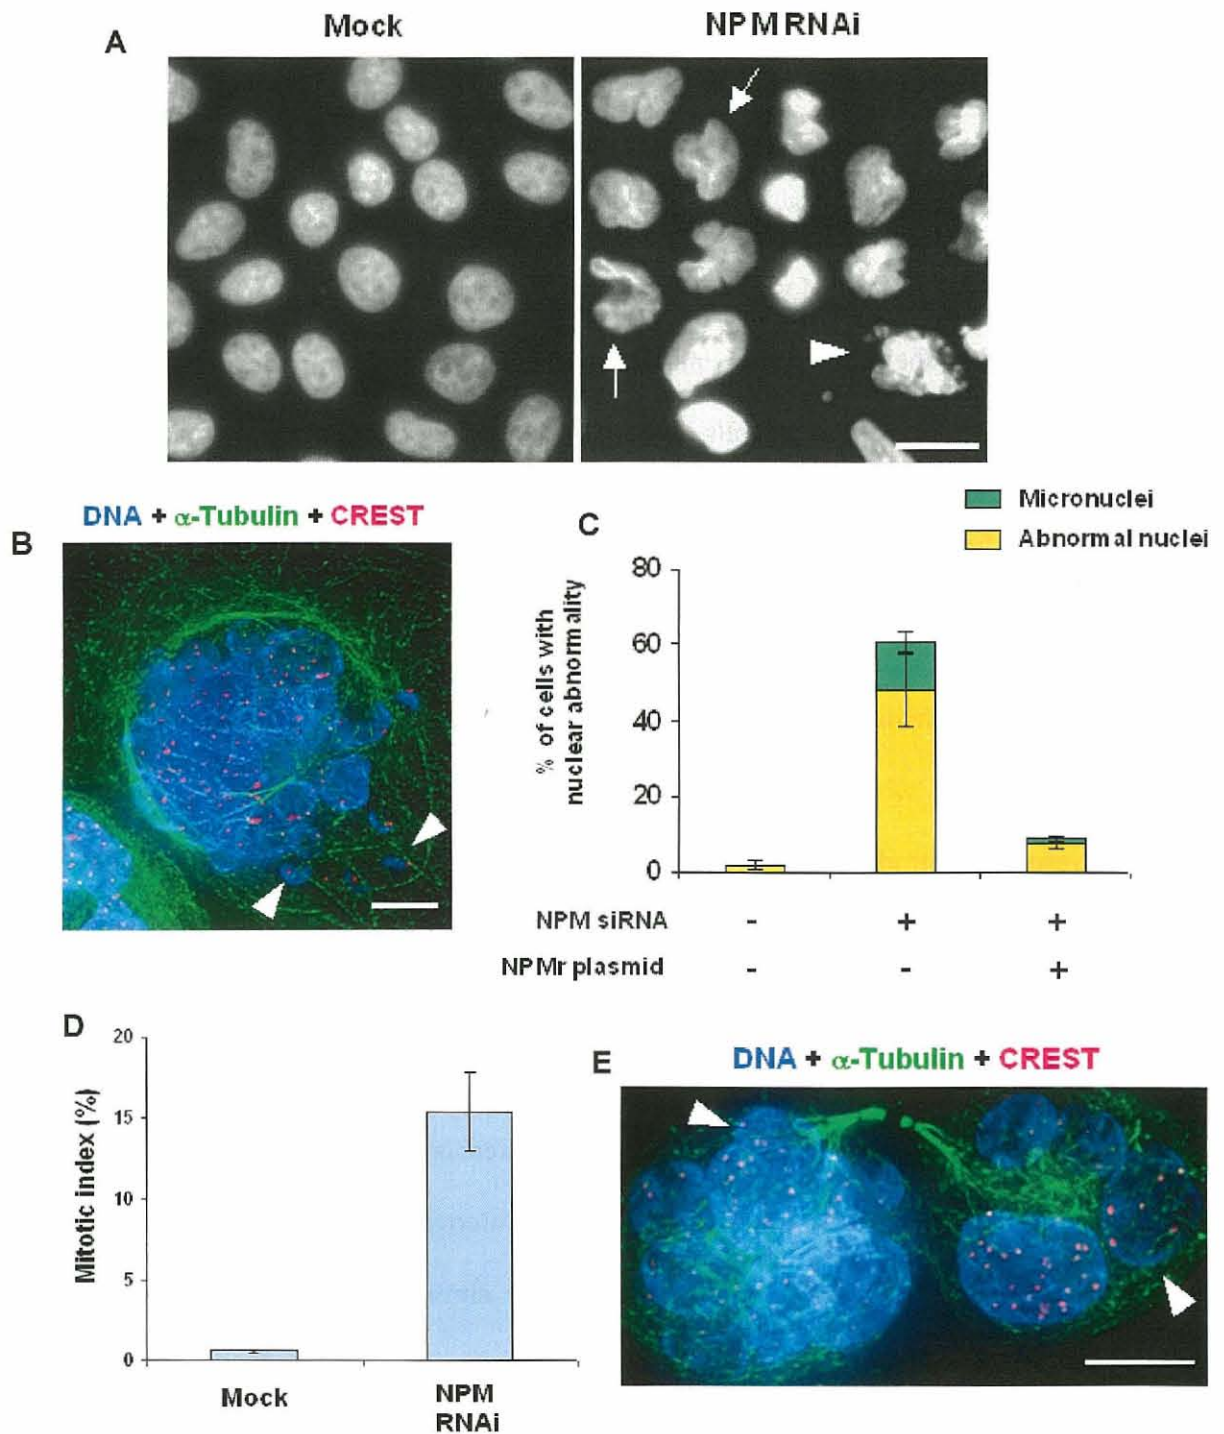 A
Mock
NPM RNAi
B
DNA + α-Tubulin + CREST
C
Micronuclei
Abnormal nuclei
% of cells with
nuclear abnormality
80
60
40
20
0
NPM siRNA - + +
NPMr plasmid - - +
D
Mitotic index (%)
20
15
10
5
0
Mock
NPM
RNAi
E
DNA + α-Tubulin + CREST